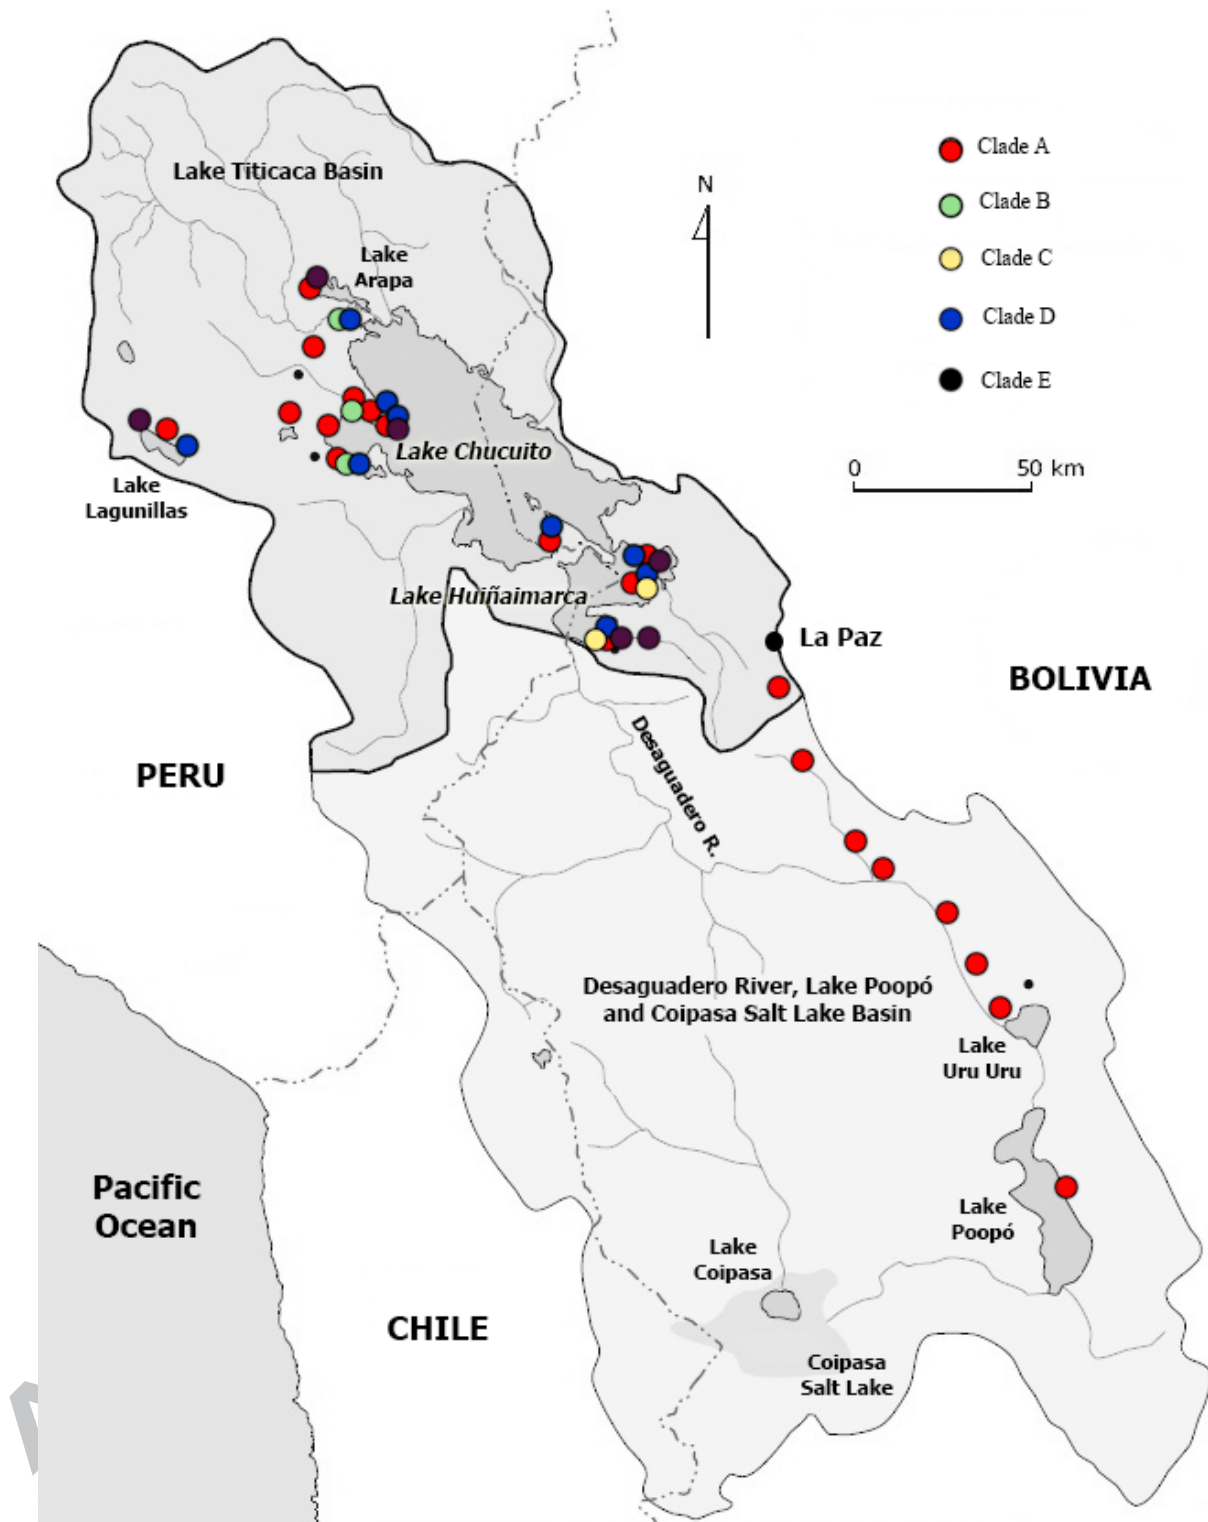 Clade A
N
Lake Titicaca Basin
Clade B
Lake
Arapa
Clade C
Clade D
Clade E
Lake Chucuito
0 50 km
Lake
Lagunillas
Lake Huiñaimarca
La Paz
BOLIVIA
PERU
Desaguadero R.
Desaguadero River, Lake Poopó
and Coipasa Salt Lake Basin
Lake
Uru Uru
Pacific
Ocean
Lake
Poopó
Lake
Coipasa
CHILE
Coipasa
Salt Lake